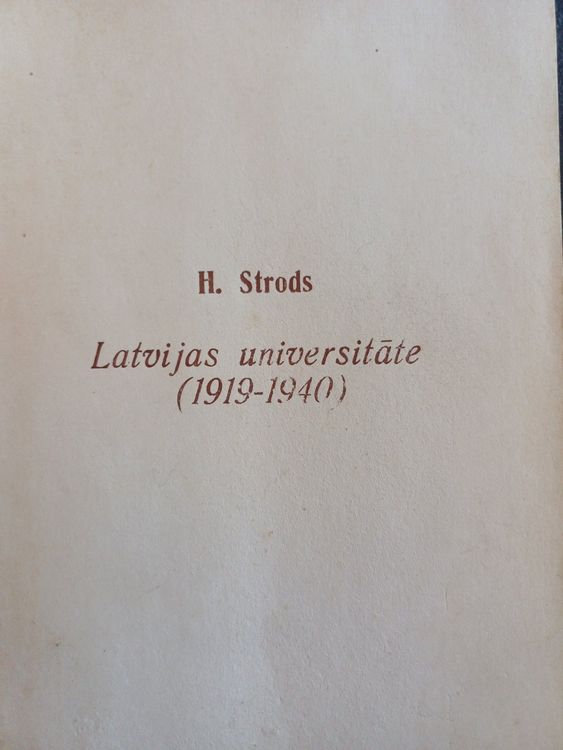 H. Strods
Latvijas universitāte
(1919-1940)